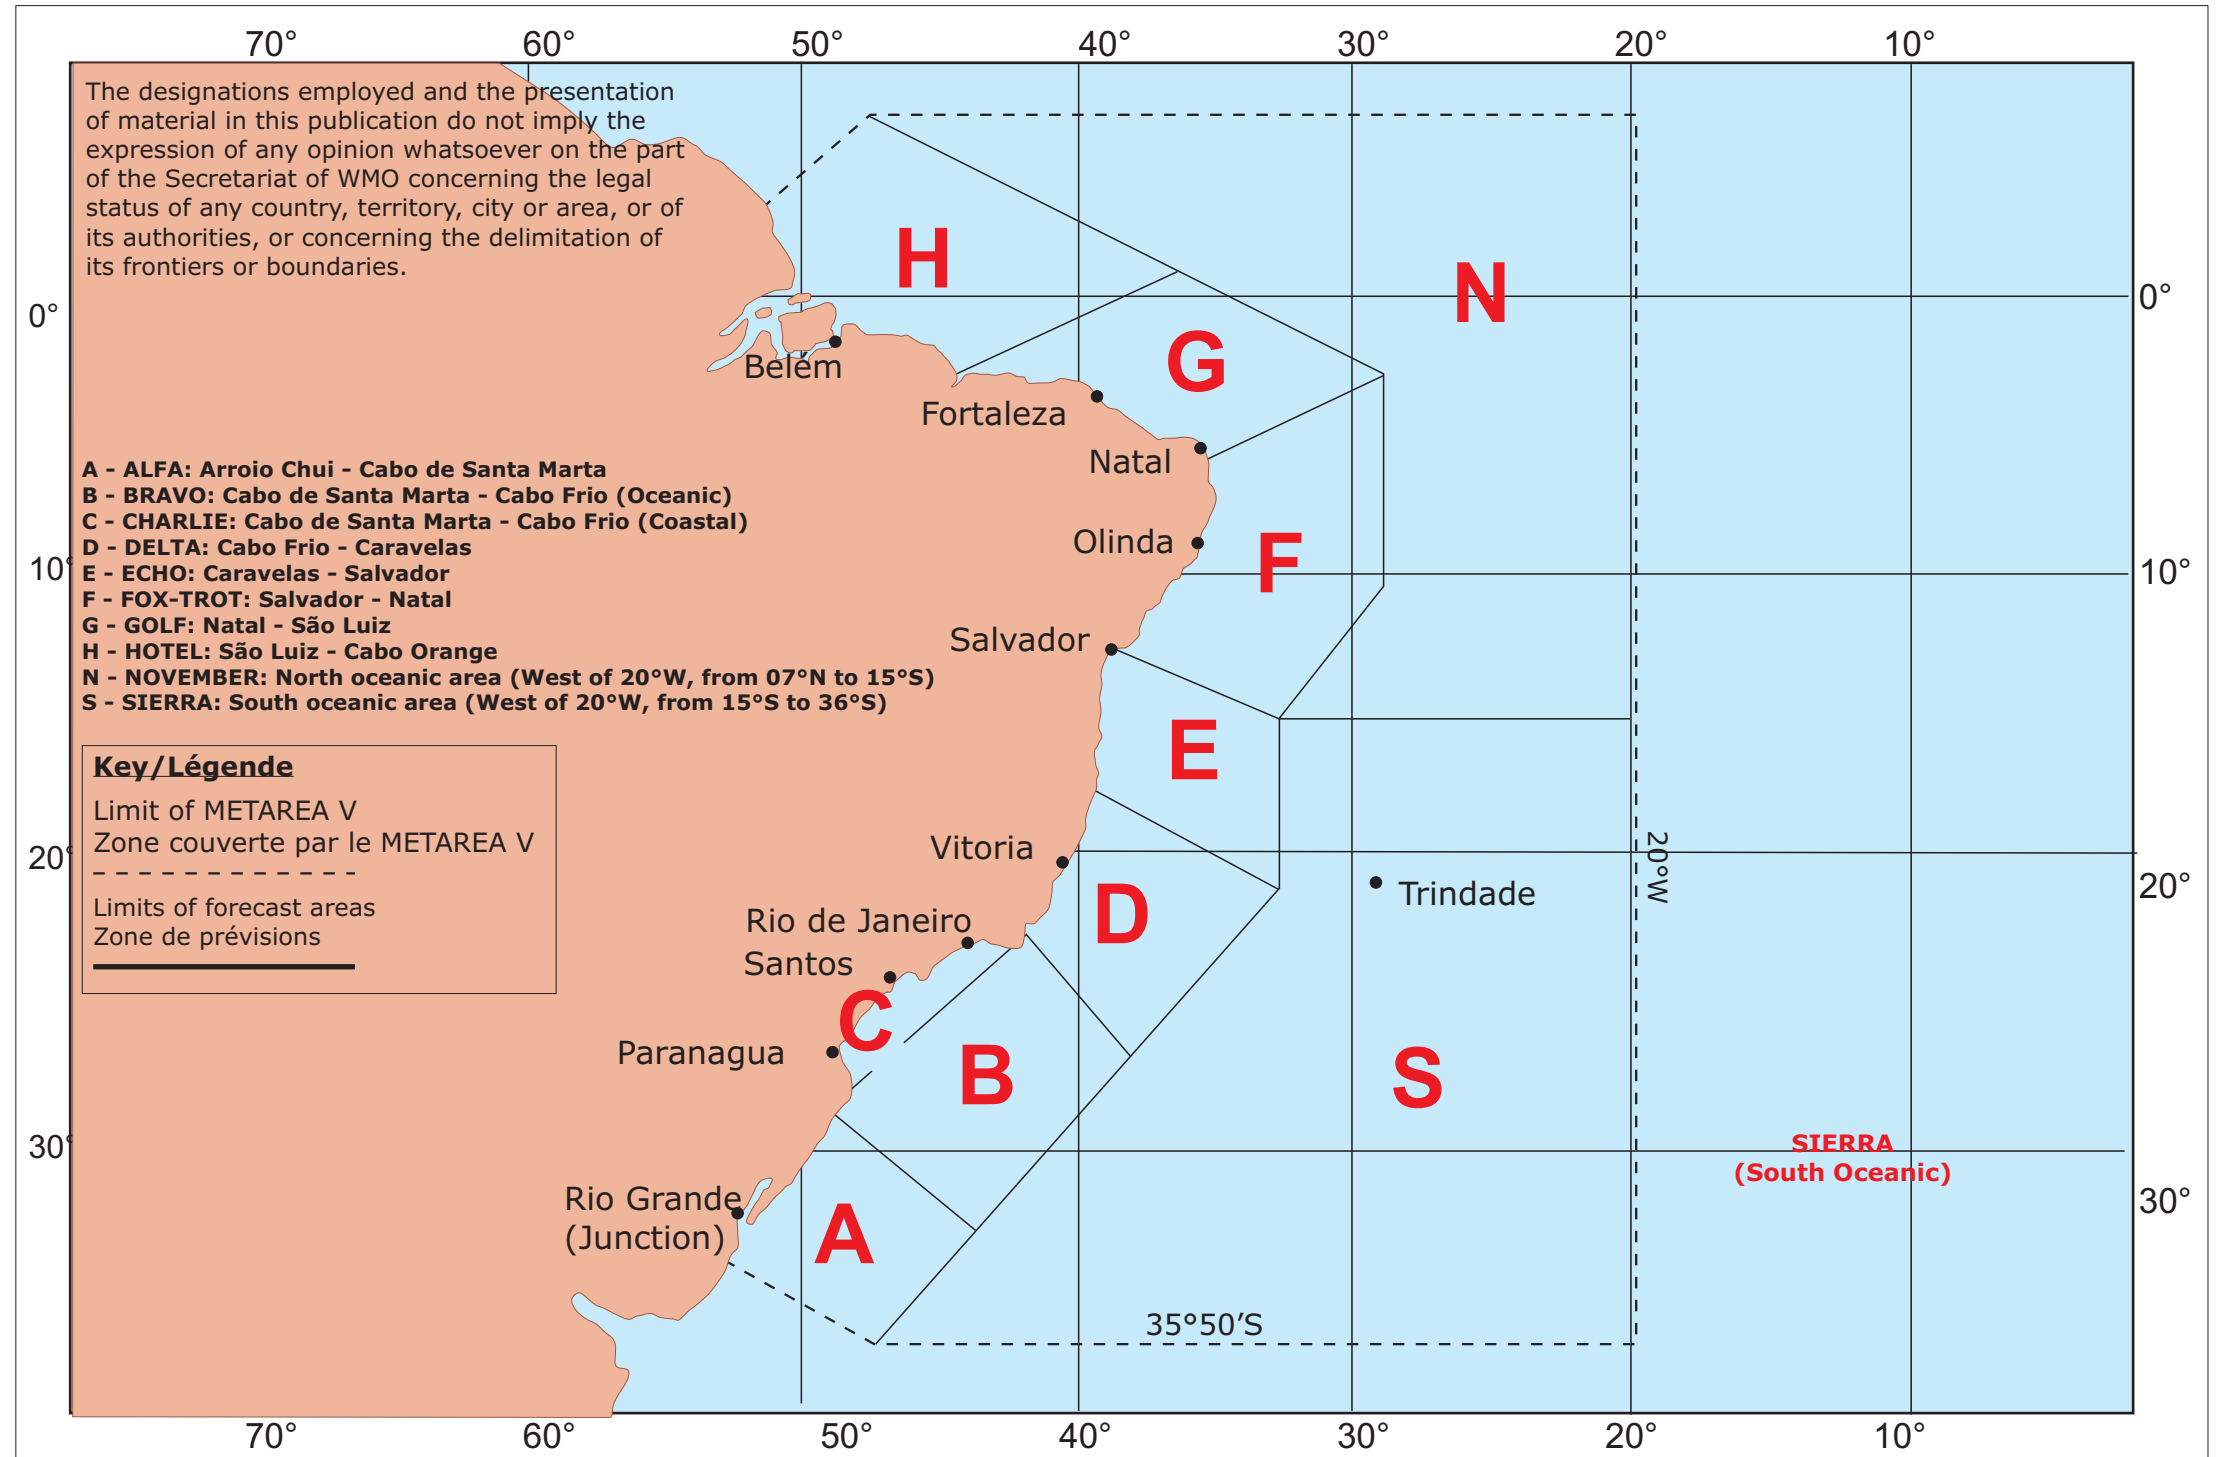 70° 60° 50° 40° 30° 20° 10°
The designations employed and the presentation
of material in this publication do not imply the
expression of any opinion whatsoever on the part
of the Secretariat of WMO concerning the legal
status of any country, territory, city or area, or of
its authorities, or concerning the delimitation of
its frontiers or boundaries.
H
N
0°
0°
G
Belem
Fortaleza
Natal
A - ALFA: Arroio Chui - Cabo de Santa Marta
B - BRAVO: Cabo de Santa Marta - Cabo Frio (Oceanic)
C - CHARLIE: Cabo de Santa Marta - Cabo Frio (Coastal)
D - DELTA: Cabo Frio - Caravelas
E - ECHO: Caravelas - Salvador
F - FOX-TROT: Salvador - Natal
G - GOLF: Natal - São Luiz
H - HOTEL: São Luiz - Cabo Orange
N - NOVEMBER: North oceanic area (West of 20°W, from 07°N to 15°S)
S - SIERRA: South oceanic area (West of 20°W, from 15°S to 36°S)
Olinda
F
10°
10°
Salvador
E
Key/Légende
Limit of METAREA V
Zone couverte par le METAREA V
Limits of forecast areas
Zone de prévisions
Vitoria
20°
20°
20°W
Trindade
D
Rio de Janeiro
Santos
C
Paranagua
B
S
30°
30°
SIERRA
(South Oceanic)
Rio Grande
(Junction)
A
35°50’S
70° 60° 50° 40° 30° 20° 10°